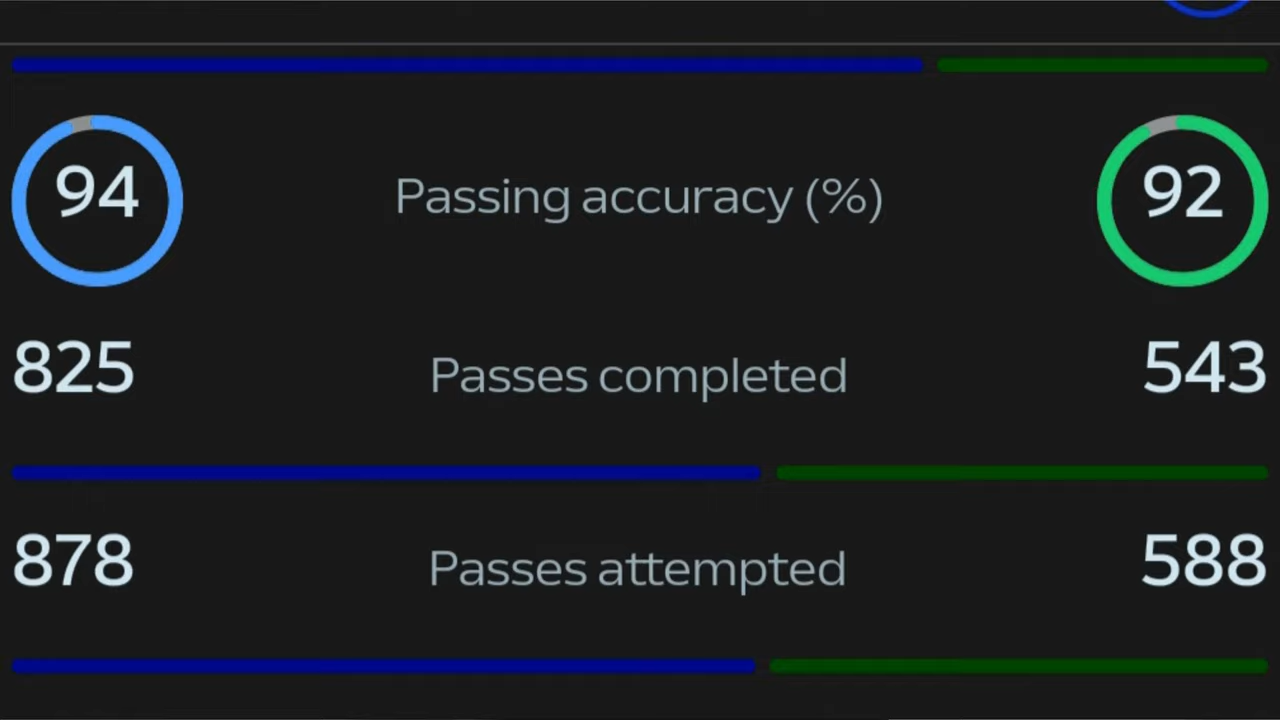 94 Passing accuracy (%) 92
825 Passes completed 543
878 Passes attempted 588